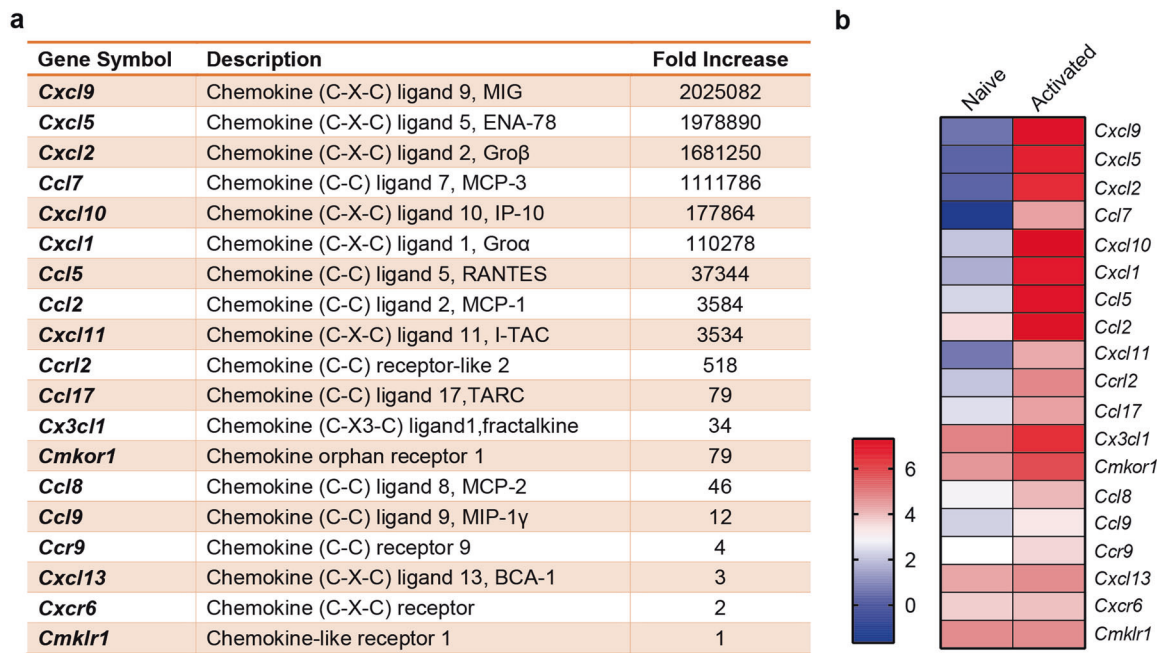 a
Gene Symbol Description Fold Increase
Cxcl9 Chemokine (C-X-C) ligand 9, MIG 2025082
Cxcl5 Chemokine (C-X-C) ligand 5, ENA-78 1978890
Cxcl2 Chemokine (C-X-C) ligand 2, Groβ 1681250
Ccl7 Chemokine (C-C) ligand 7, MCP-3 1111786
Cxcl10 Chemokine (C-X-C) ligand 10, IP-10 177864
Cxcl1 Chemokine (C-X-C) ligand 1, Groα 110278
Ccl5 Chemokine (C-C) ligand 5, RANTES 37344
Ccl2 Chemokine (C-C) ligand 2, MCP-1 3584
Cxcl11 Chemokine (C-X-C) ligand 11, I-TAC 3534
Ccrl2 Chemokine (C-C) receptor-like 2 518
Ccl17 Chemokine (C-C) ligand 17,TARC 79
Cx3cl1 Chemokine (C-X3-C) ligand1,fractalkine 34
Cmkor1 Chemokine orphan receptor 1 79
Ccl8 Chemokine (C-C) ligand 8, MCP-2 46
Ccl9 Chemokine (C-C) ligand 9, MIP-1γ 12
Ccr9 Chemokine (C-C) receptor 9 4
Cxcl13 Chemokine (C-X-C) ligand 13, BCA-1 3
Cxcr6 Chemokine (C-X-C) receptor 2
Cmklr1 Chemokine-like receptor 1 1
b
Naive Activated
Cxcl9
Cxcl5
Cxcl2
Ccl7
Cxcl10
Cxcl1
Ccl5
Ccl2
Cxcl11
Ccrl2
Ccl17
Cx3cl1
Cmkor1
Ccl8
Ccl9
Ccr9
Cxcl13
Cxcr6
Cmklr1
6
4
2
0